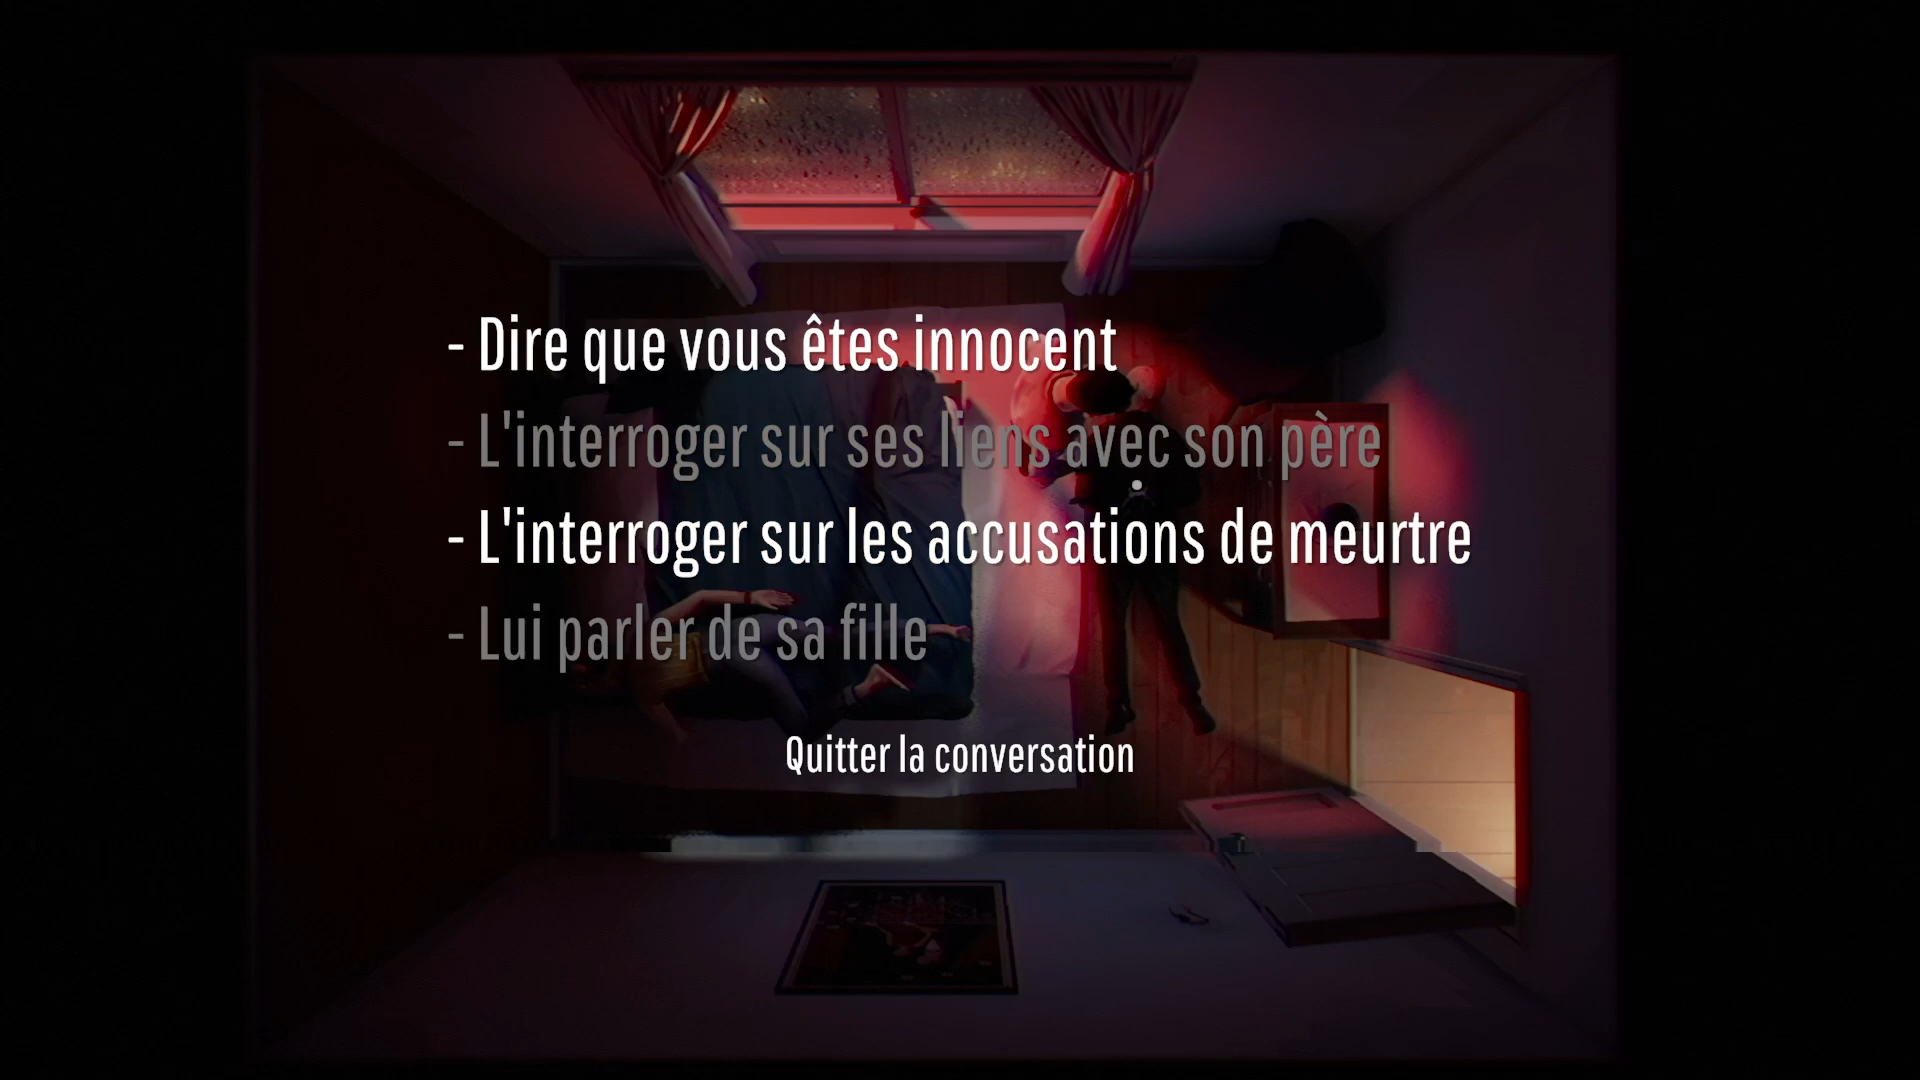 - Dire que vous êtes innocent
- L'interroger sur ses liens avec son père
- L'interroger sur les accusations de meurtre
- Lui parler de sa fille
Quitter la conversation